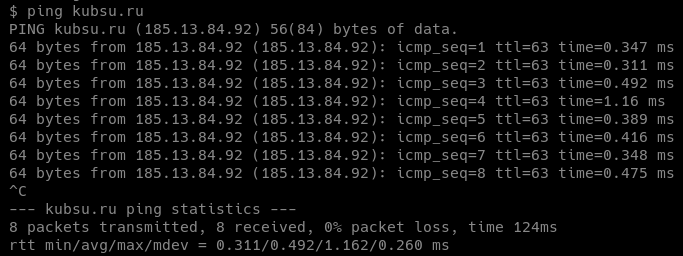 $ ping kubsu.ru
PING kubsu.ru (185.13.84.92) 56(84) bytes of data.
64 bytes from 185.13.84.92 (185.13.84.92): icmp_seq=1 ttl=63 time=0.347 ms
64 bytes from 185.13.84.92 (185.13.84.92): icmp_seq=2 ttl=63 time=0.311 ms
64 bytes from 185.13.84.92 (185.13.84.92): icmp_seq=3 ttl=63 time=0.492 ms
64 bytes from 185.13.84.92 (185.13.84.92): icmp_seq=4 ttl=63 time=1.16 ms
64 bytes from 185.13.84.92 (185.13.84.92): icmp_seq=5 ttl=63 time=0.389 ms
64 bytes from 185.13.84.92 (185.13.84.92): icmp_seq=6 ttl=63 time=0.416 ms
64 bytes from 185.13.84.92 (185.13.84.92): icmp_seq=7 ttl=63 time=0.348 ms
64 bytes from 185.13.84.92 (185.13.84.92): icmp_seq=8 ttl=63 time=0.475 ms
^C
--- kubsu.ru ping statistics ---
8 packets transmitted, 8 received, 0% packet loss, time 124ms
rtt min/avg/max/mdev = 0.311/0.492/1.162/0.260 ms